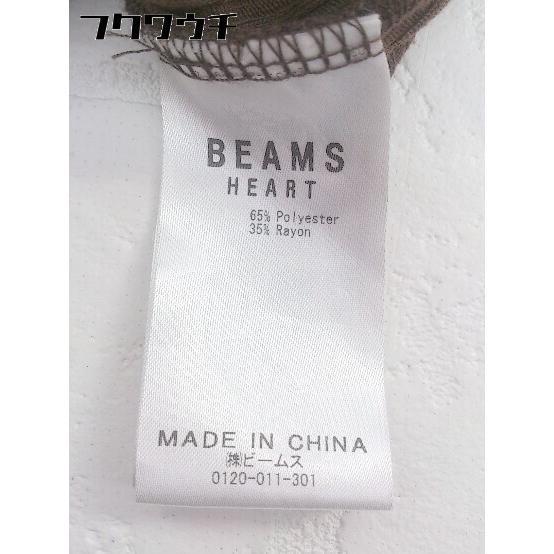 フクワウチ
BEAMS
HEART
65% Polyester
35% Rayon
MADE IN CHINA
㈱ビームス
0120-011-301